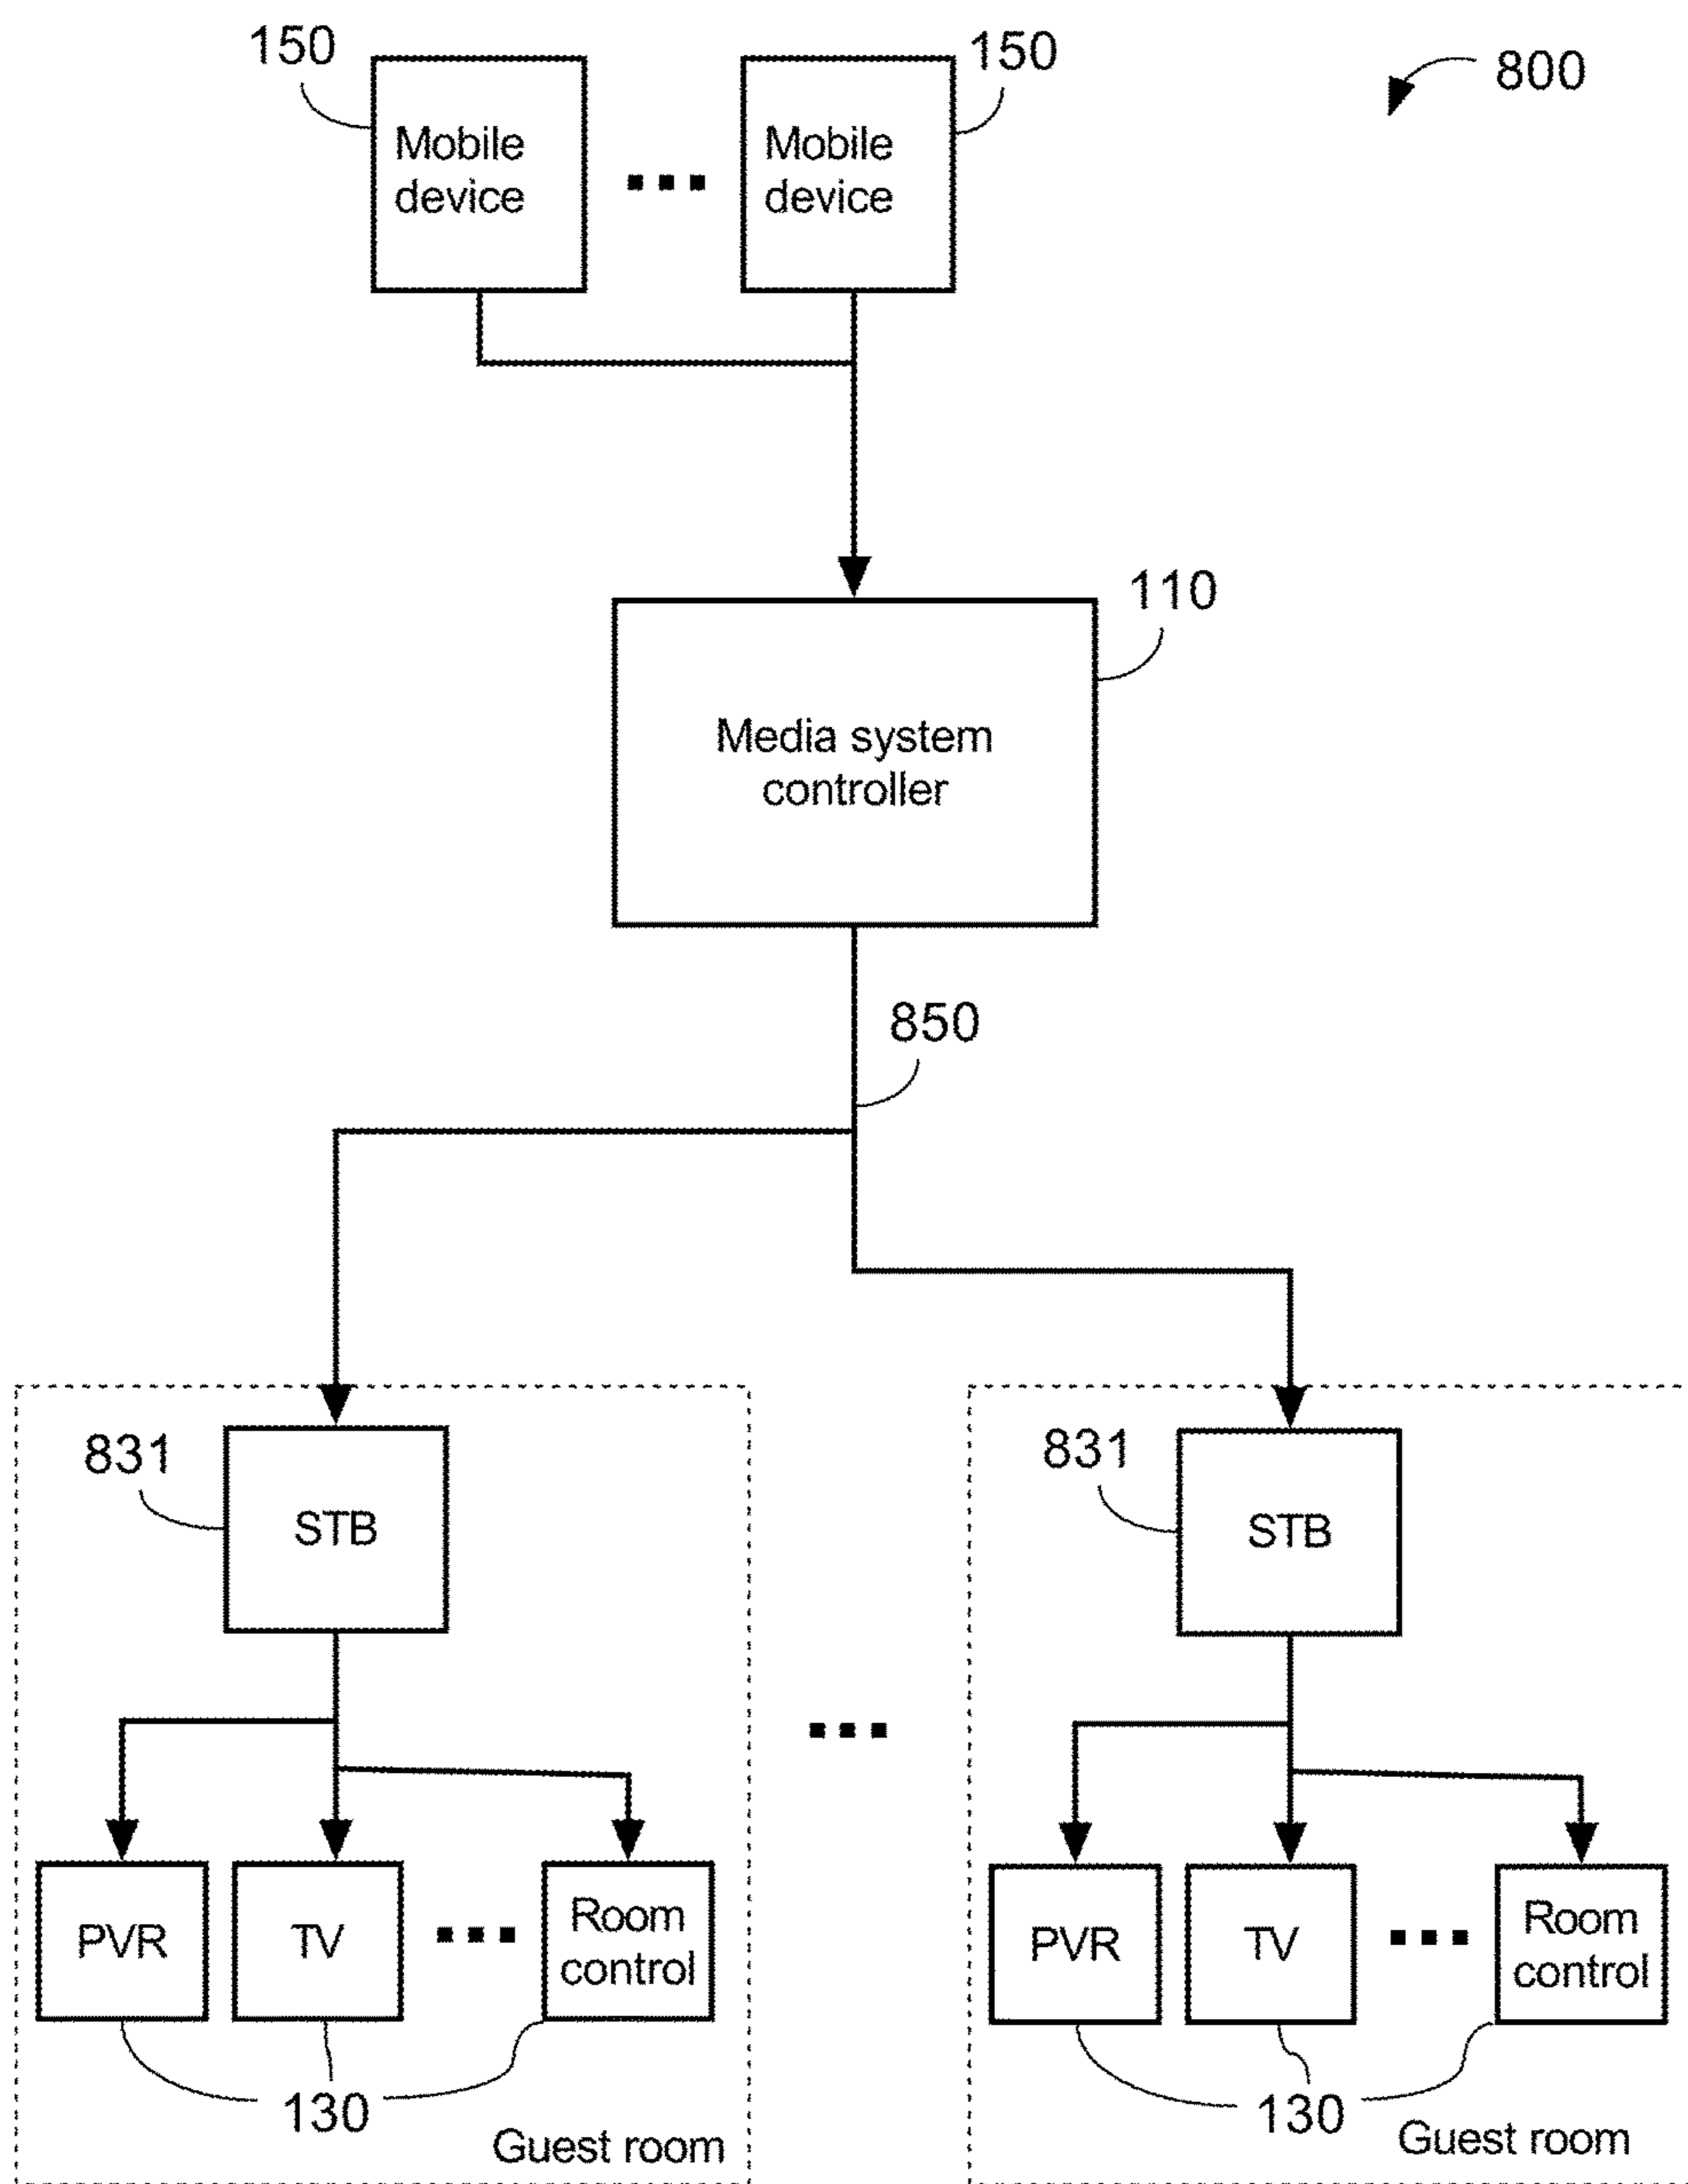 150
150
800
Mobile
device
Mobile
device
110
Media system
controller
850
831
STB
831
STB
PVR
TV
Room
control
PVR
TV
Room
control
130
130
Guest room
Guest room